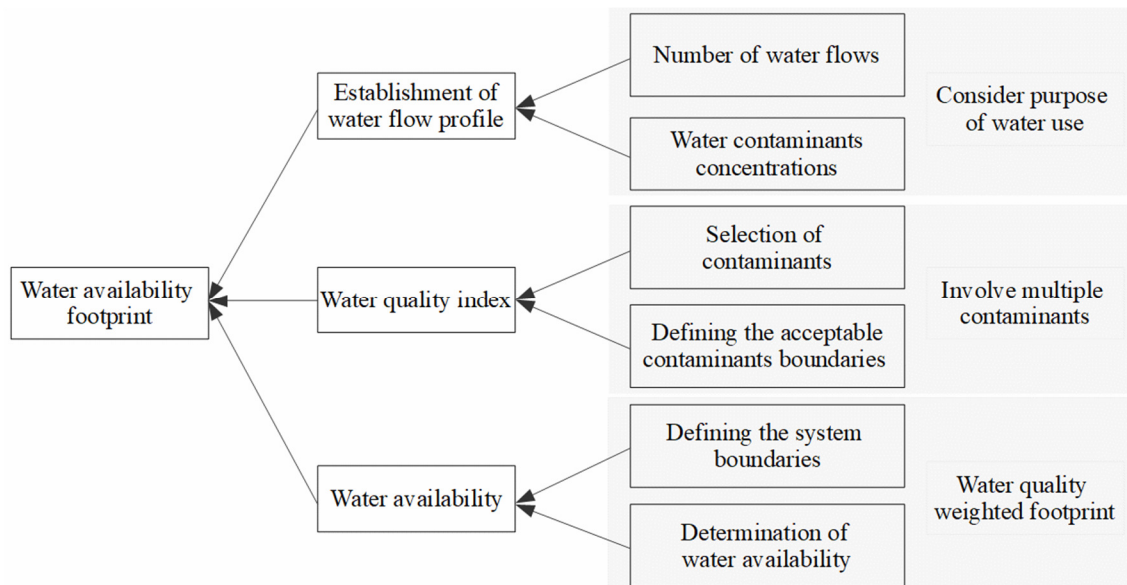 Number of water flows
Establishment of
water flow profile
Consider purpose
of water use
Water contaminants
concentrations
Selection of
contaminants
Water availability
footprint
Water quality index
Involve multiple
contaminants
Defining the acceptable
contaminants boundaries
Defining the system
boundaries
Water availability
Water quality
weighted footprint
Determination of
water availability